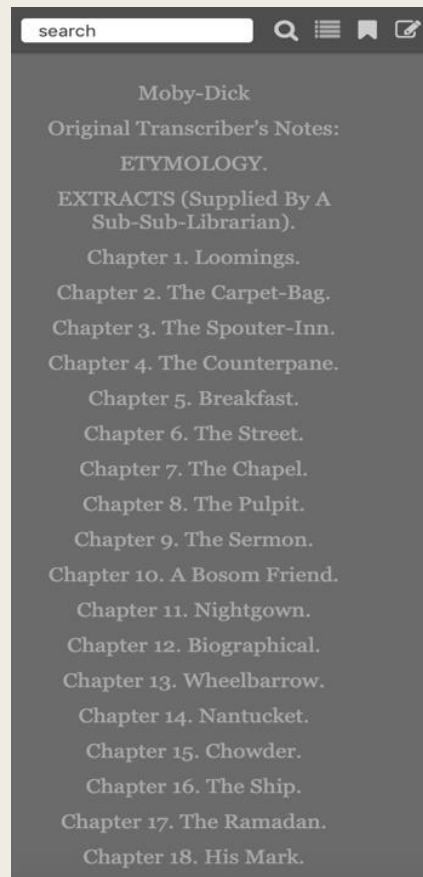 search
Moby-Dick
Original Transcriber's Notes:
ETYMOLOGY.
EXTRACTS (Supplied By A
Sub-Sub-Librarian).
Chapter 1. Loomings.
Chapter 2. The Carpet-Bag.
Chapter 3. The Spouter-Inn.
Chapter 4. The Counterpane.
Chapter 5. Breakfast.
Chapter 6. The Street.
Chapter 7. The Chapel.
Chapter 8. The Pulpit.
Chapter 9. The Sermon.
Chapter 10. A Bosom Friend.
Chapter 11. Nightgown.
Chapter 12. Biographical.
Chapter 13. Wheelbarrow.
Chapter 14. Nantucket.
Chapter 15. Chowder.
Chapter 16. The Ship.
Chapter 17. The Ramadan.
Chapter 18. His Mark.